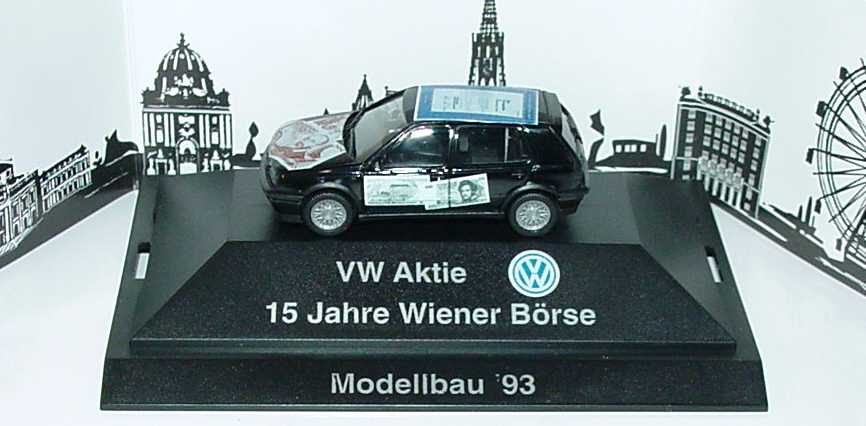 VW Aktie
15 Jahre Wiener Börse
Modellbau '93